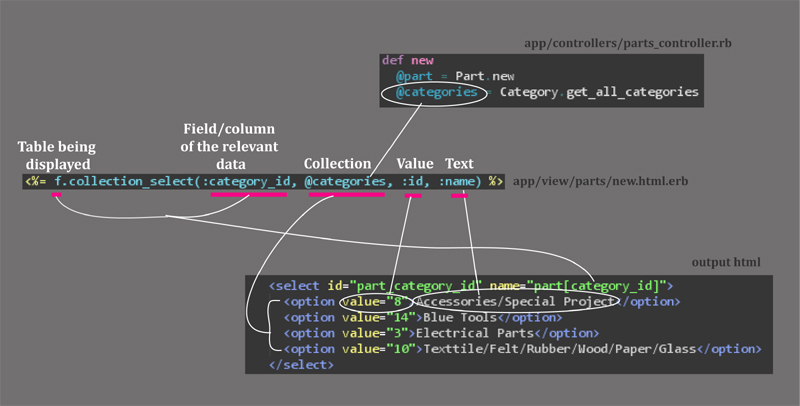 app/controllers/parts_controller.rb
def new
@part = Part.new
@categories = Category.get_all_categories
Table being
displayed
Field/column
of the relevant
data
Collection
Value
Text
<%= f.collection_select(:category_id, @categories, :id, :name) %>
app/view/parts/new.html.erb
output html
<select id="part_category_id" name="part[category_id]">
<option value="8">Accessories/Special Project</option>
<option value="14">Blue Tools</option>
<option value="3">Electrical Parts</option>
<option value="10">Texttile/Felt/Rubber/Wood/Paper/Glass</option>
</select>